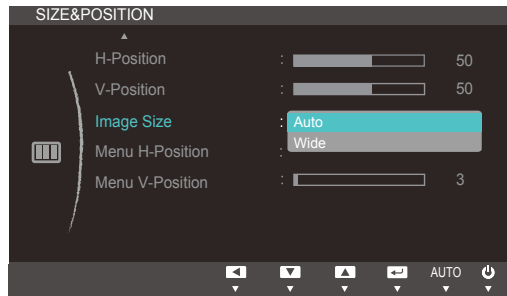 SIZE&POSITION
H-Position : 50
V-Position : 50
Image Size : Auto
Wide
Menu H-Position :
Menu V-Position : 3
AUTO